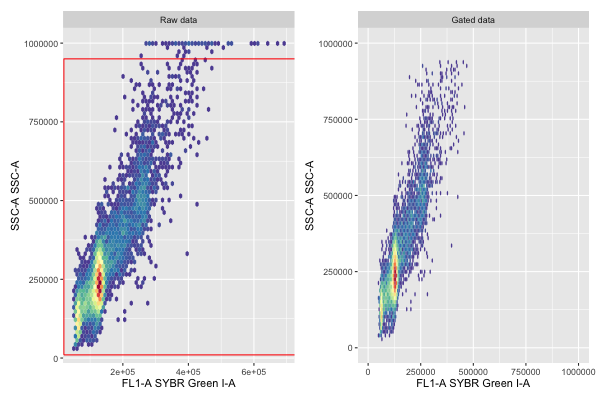 Raw data
Gated data
1000000
750000
500000
250000
0
SSC-A SSC-A
2e+05
4e+05
6e+05
FL1-A SYBR Green I-A
1000000
750000
500000
250000
0
SSC-A SSC-A
0
250000
500000
750000
1000000
FL1-A SYBR Green I-A